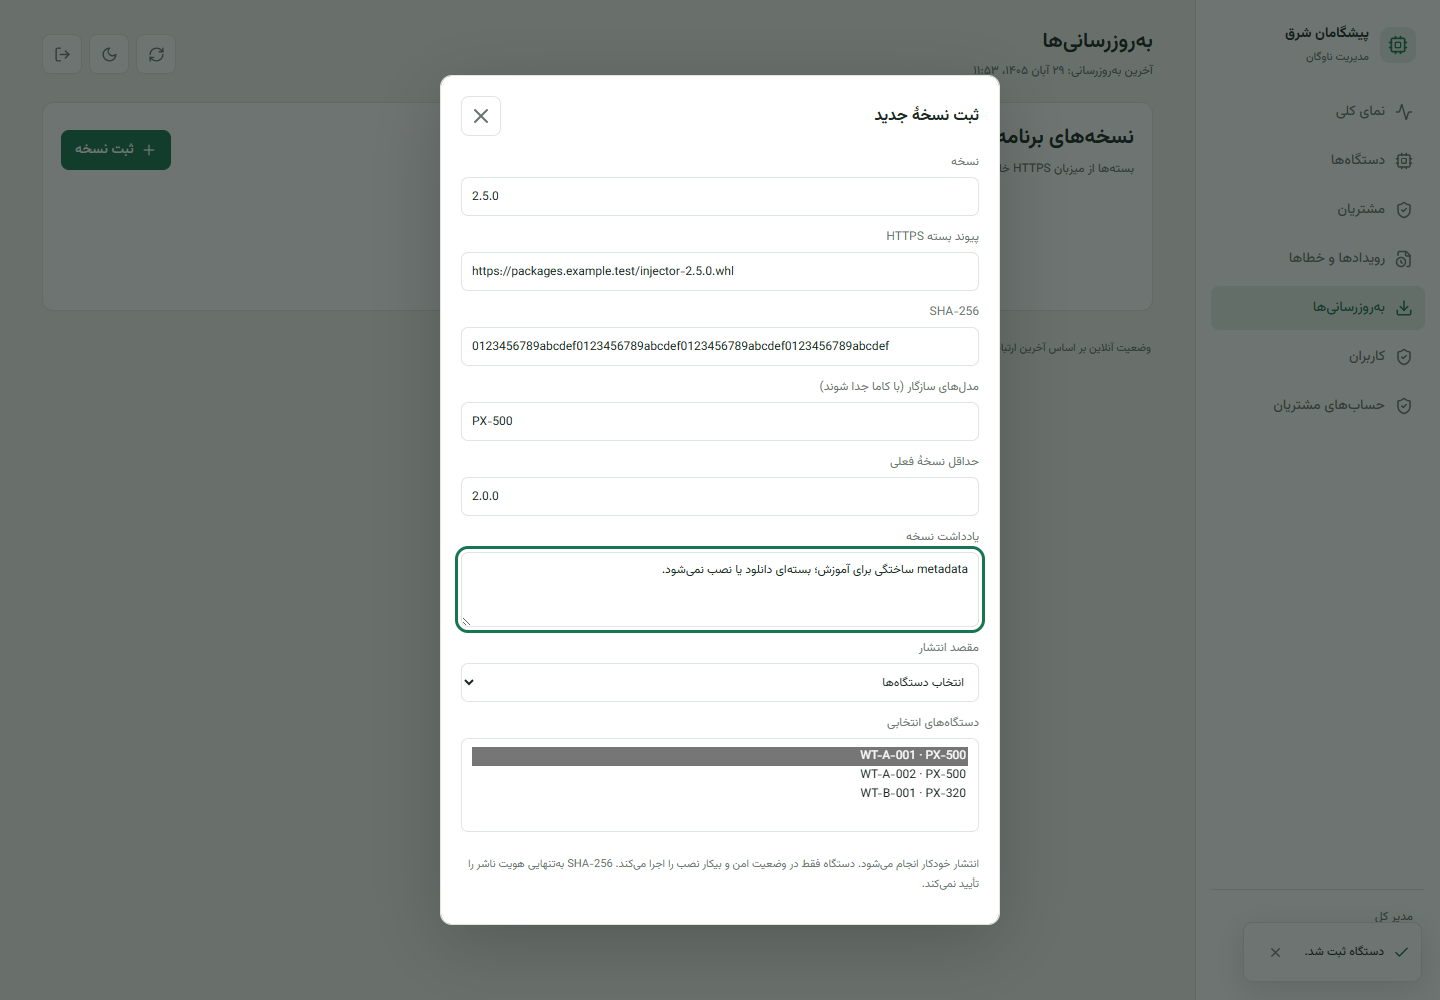 پیشگامان شرق
مدیریت ناوگان
نمای کلی
دستگاه‌ها
مشتریان
رویدادها و خطاها
به‌روزرسانی‌ها
کاربران
حساب‌های مشتریان
مدیر کل
به‌روزرسانی‌ها
آخرین به‌روزرسانی: ۲۹ آبان ۱۴۰۵، ۱۱:۵۳
نسخه‌های برنامه
بسته‌ها از میزبان HTTPS
ثبت نسخه
وضعیت آنلاین بر اساس آخرین
ثبت نسخهٔ جدید
نسخه
2.5.0
پیوند بسته HTTPS
https://packages.example.test/injector-2.5.0.whl
SHA-256
0123456789abcdef0123456789abcdef0123456789abcdef0123456789abcdef
مدل‌های سازگار (با کاما جدا شوند)
PX-500
حداقل نسخهٔ فعلی
2.0.0
یادداشت نسخه
metadata ساختگی برای آموزش؛ بسته‌ای دانلود یا نصب نمی‌شود.
مقصد انتشار
انتخاب دستگاه‌ها
دستگاه‌های انتخابی
WT-A-001 · PX-500
WT-A-002 · PX-500
WT-B-001 · PX-320
انتشار خودکار انجام می‌شود. دستگاه فقط در وضعیت امن و بیکار نصب را اجرا می‌کند. SHA-256 به‌تنهایی هویت ناشر را
تأیید نمی‌کند.
دستگاه ثبت شد.